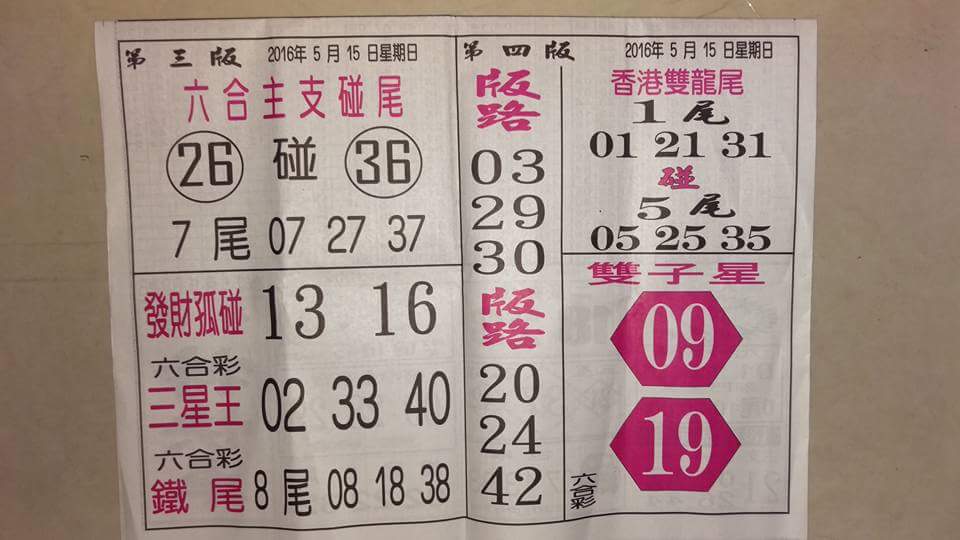 第三版 2016年5月15日星期日
六合主支碰尾
26 碰 36
7尾 07 27 37
發財孤碰 13 16
六合彩
三星王 02 33 40
六合彩
鐵尾 8尾 08 18 38
第四版 2016年5月15日星期日
版路
03
29
30
版路
20
24
42
香港雙龍尾
1尾
01 21 31
碰
5尾
05 25 35
雙子星
09
19
六合彩